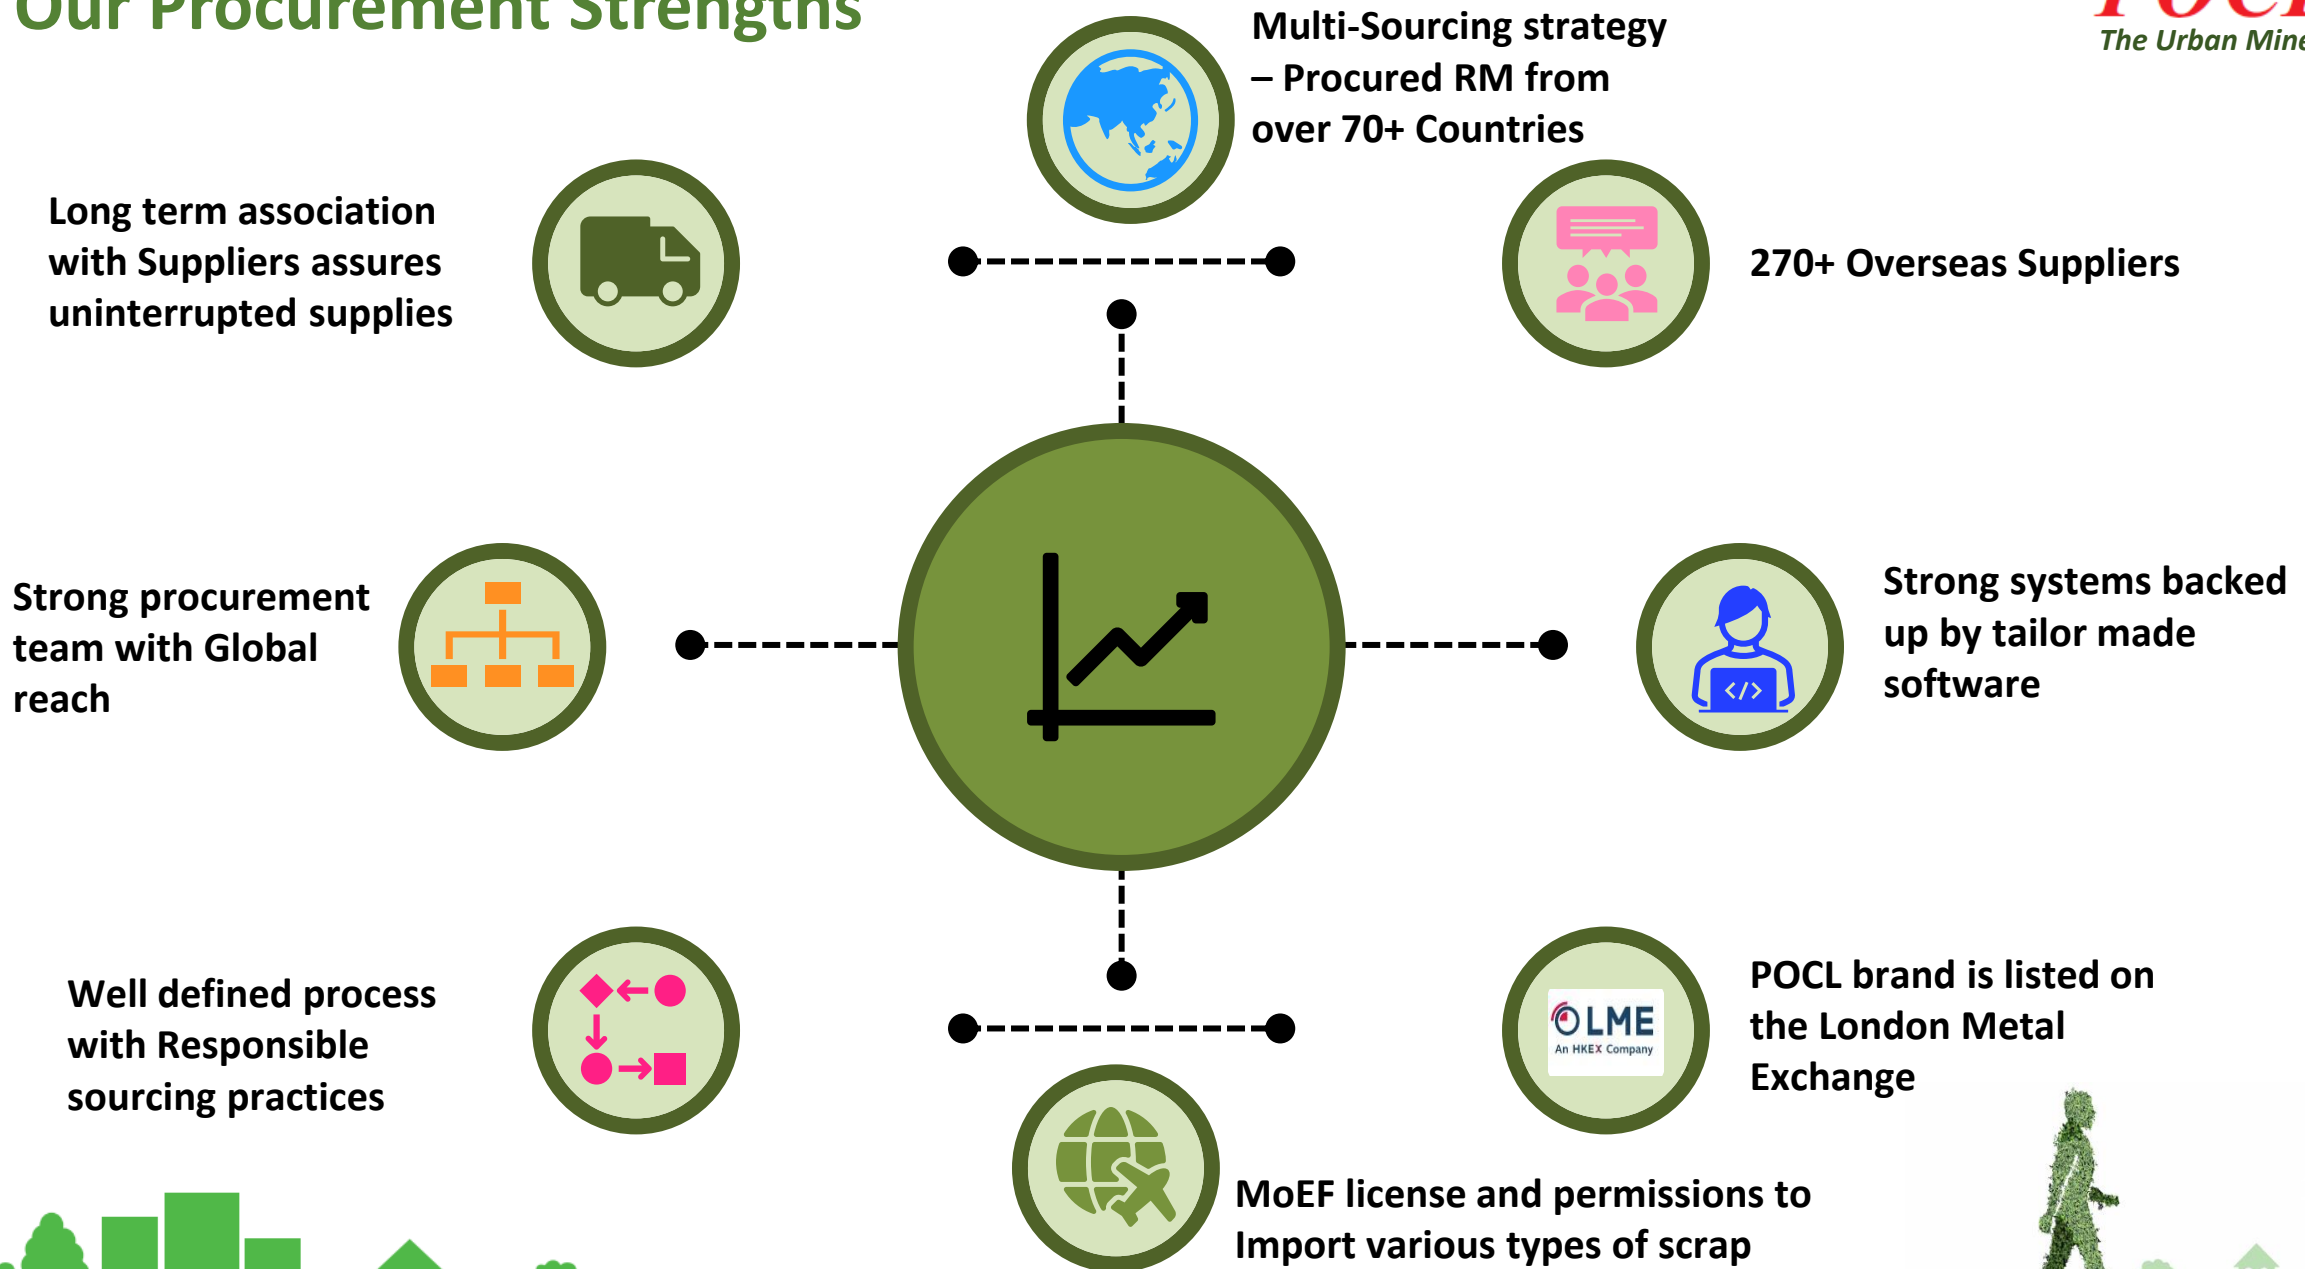 Our Procurement Strengths
POCL
The Urban Mine
Multi-Sourcing strategy
– Procured RM from
over 70+ Countries
Long term association
with Suppliers assures
uninterrupted supplies
270+ Overseas Suppliers
Strong procurement
team with Global
reach
Strong systems backed
up by tailor made
software
</>
Well defined process
with Responsible
sourcing practices
LME
An HKEX Company
POCL brand is listed on
the London Metal
Exchange
MoEF license and permissions to
Import various types of scrap